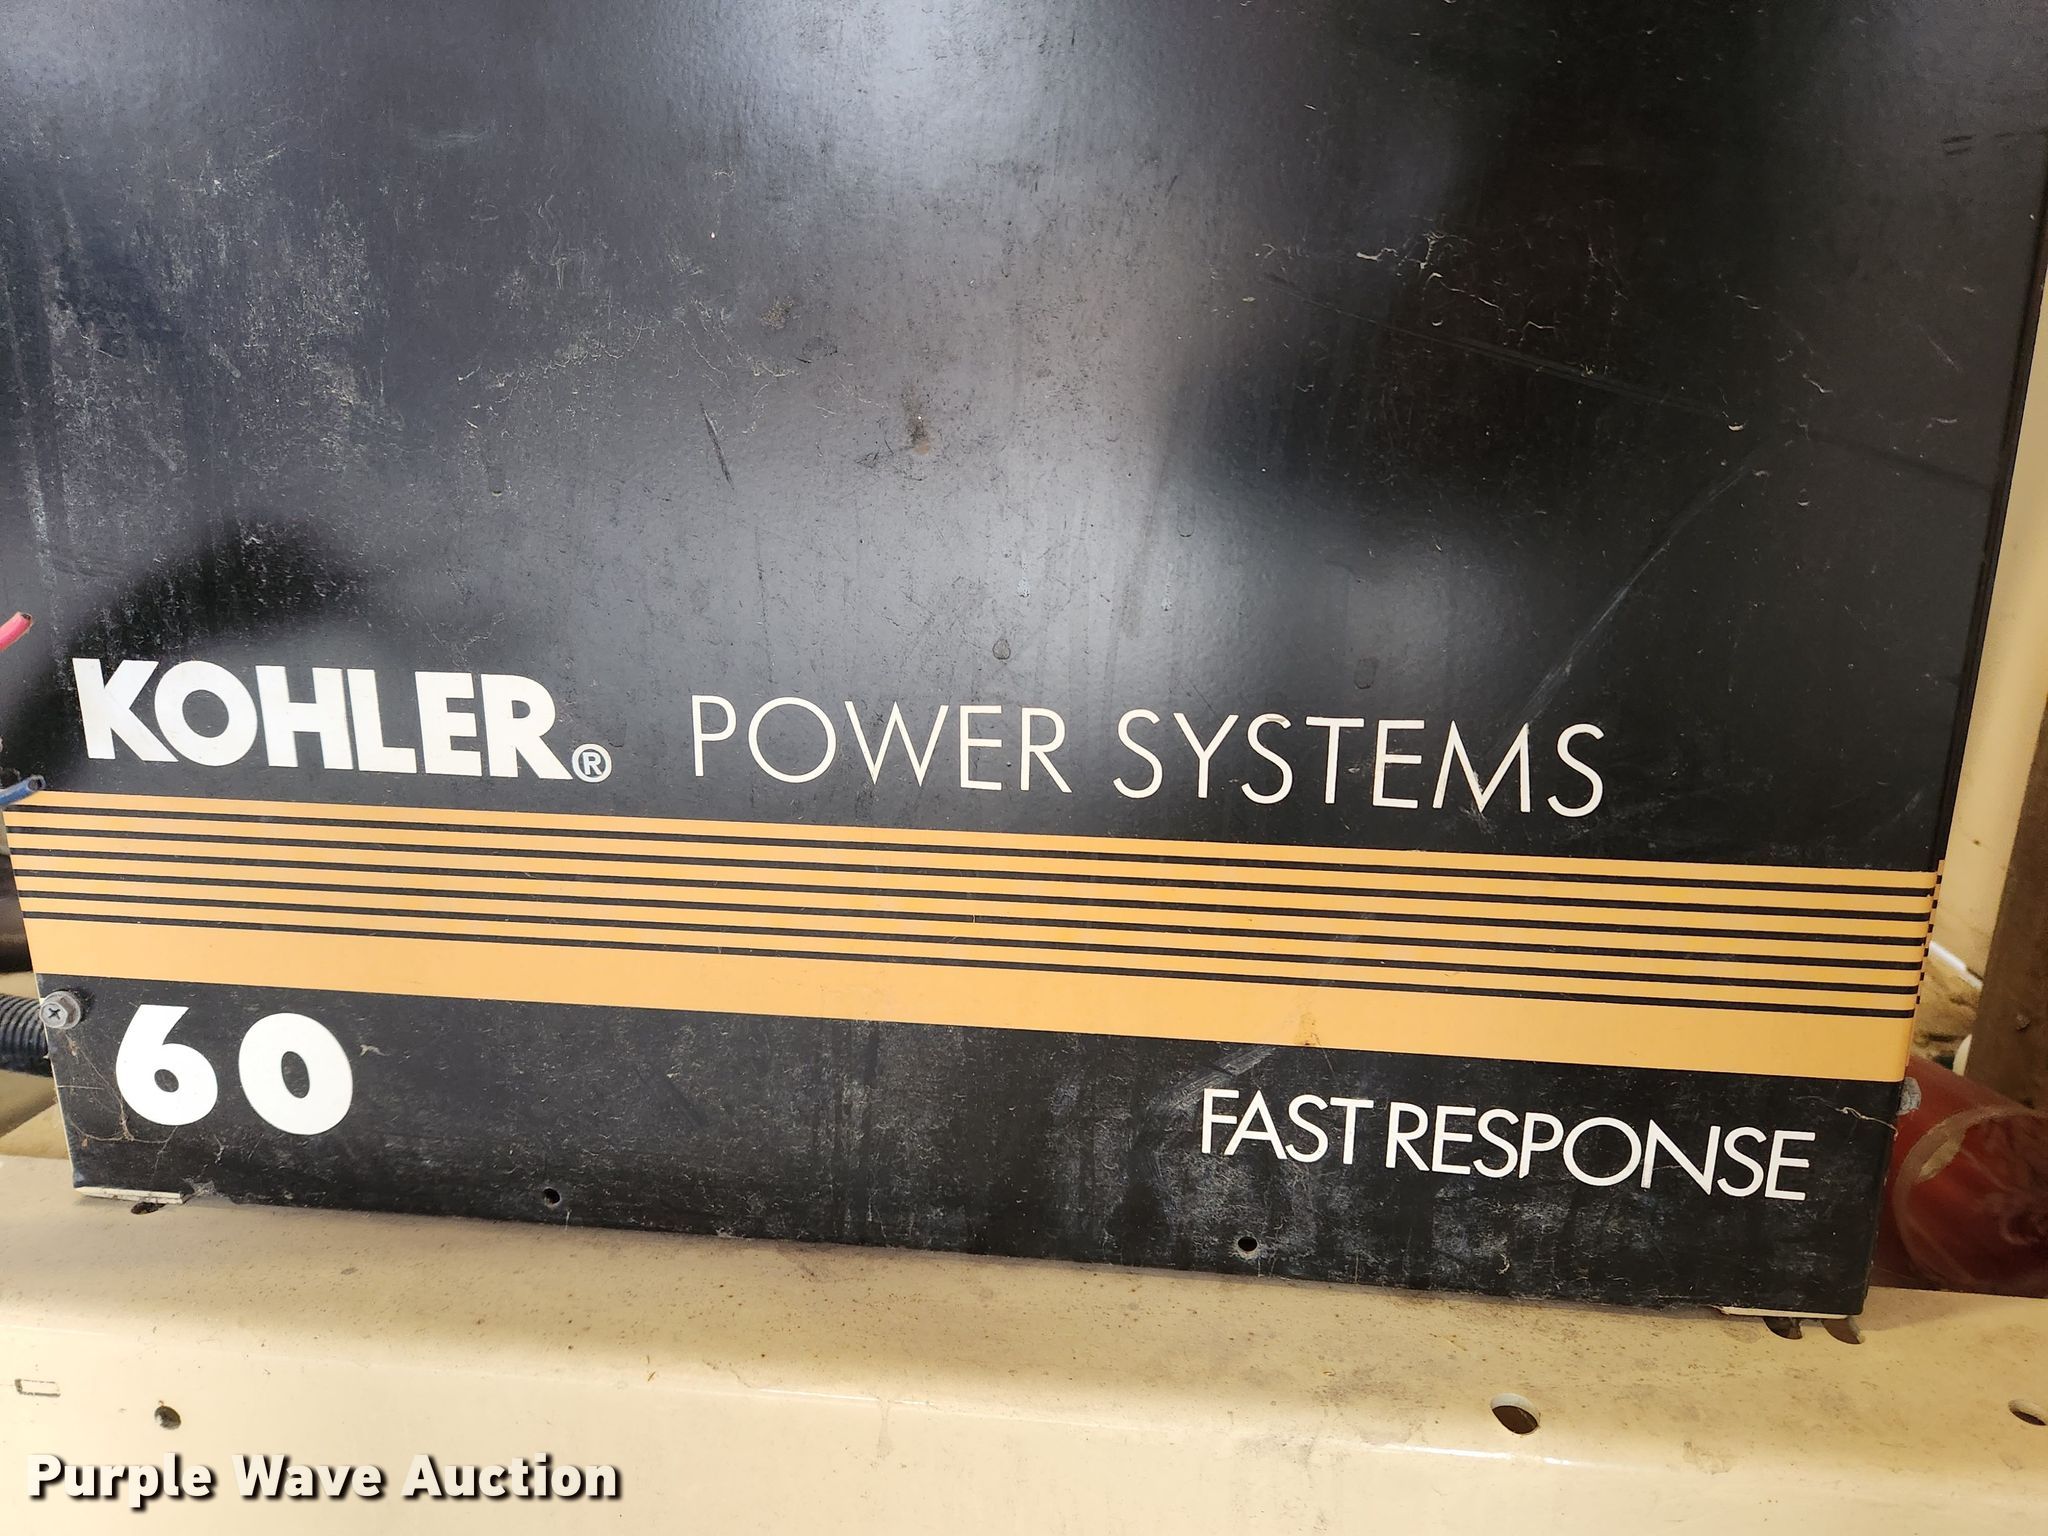 KOHLER® POWER SYSTEMS
60
FAST RESPONSE
Purple Wave Auction